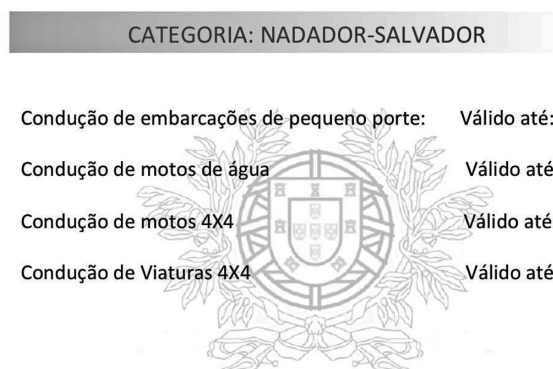 CATEGORIA: NADADOR-SALVADOR
Condução de embarcações de pequeno porte: Válido até:
Condução de motos de água Válido até
Condução de motos 4X4 Válido até
Condução de Viaturas 4X4 Válido até